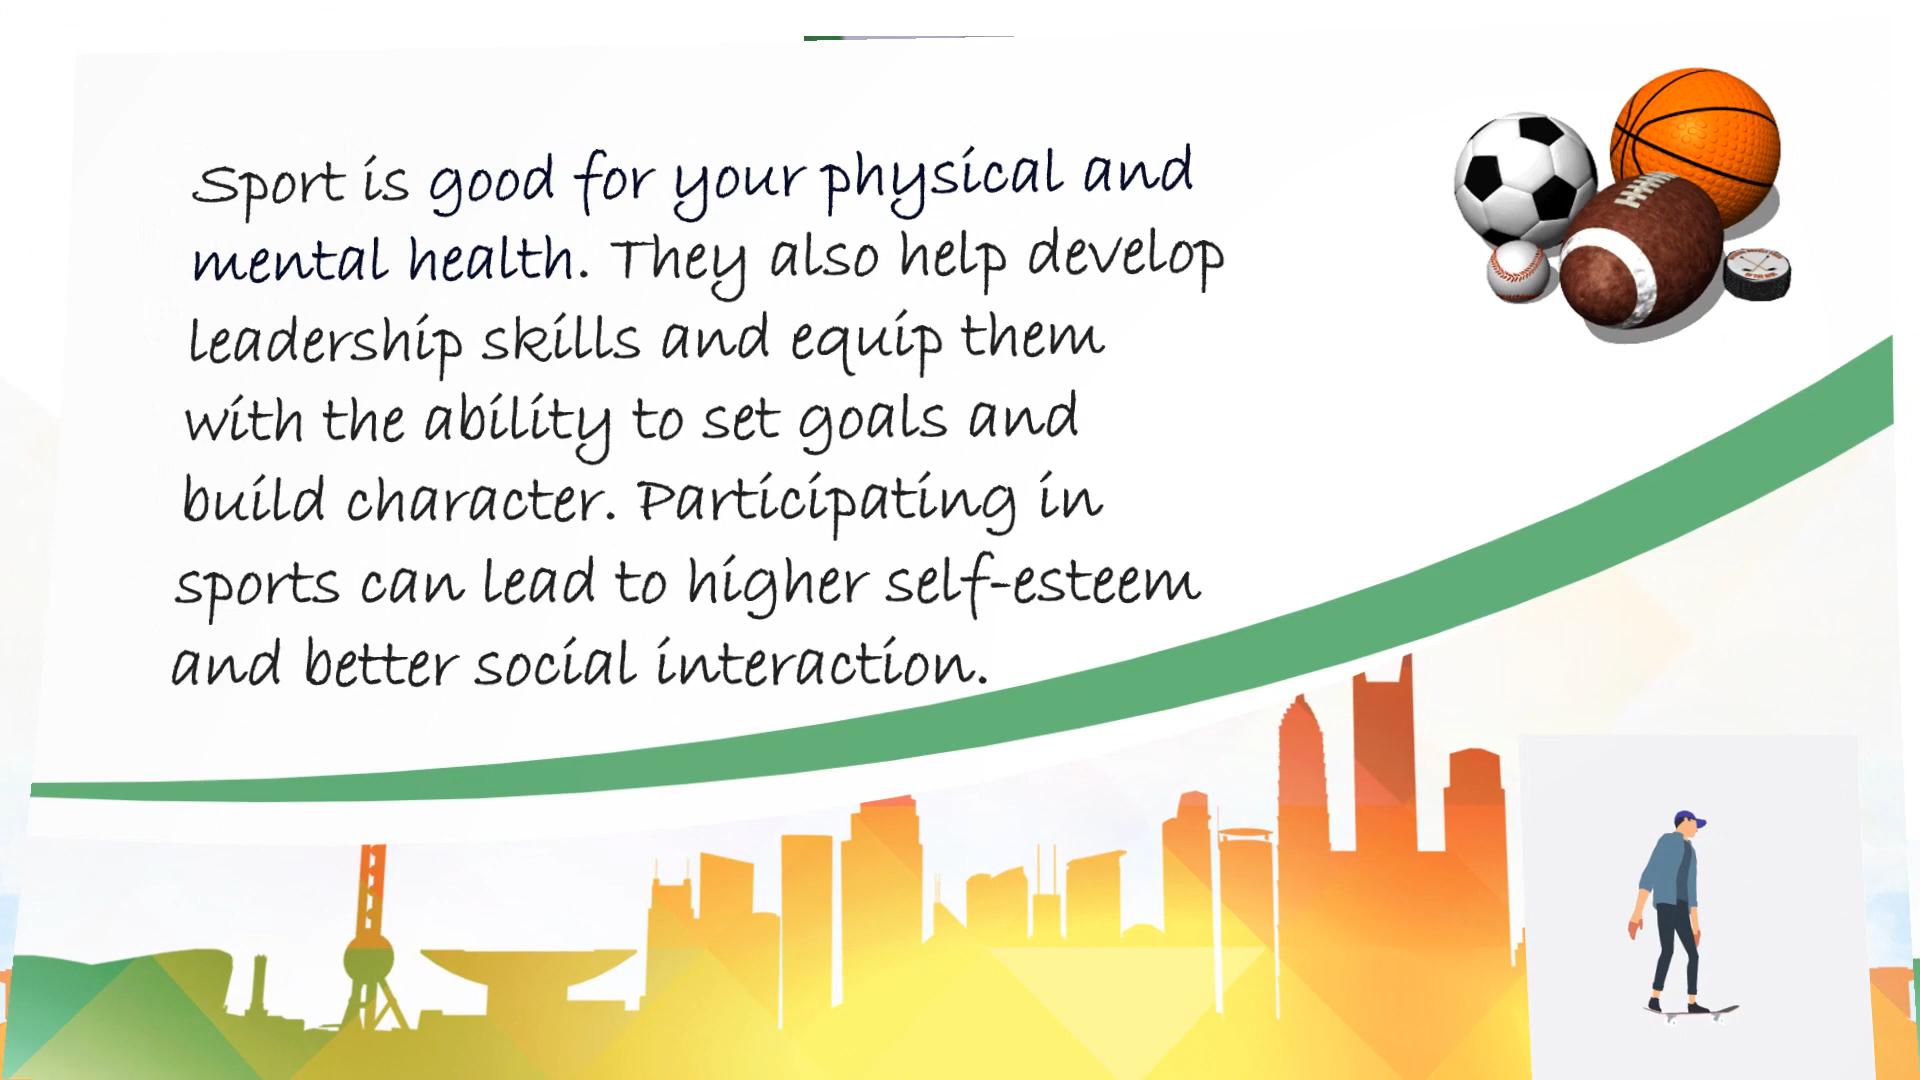 Sport is good for your physical and
mental health. They also help develop
leadership skills and equip them
with the ability to set goals and
build character. Participating in
sports can lead to higher self-esteem
and better social interaction.